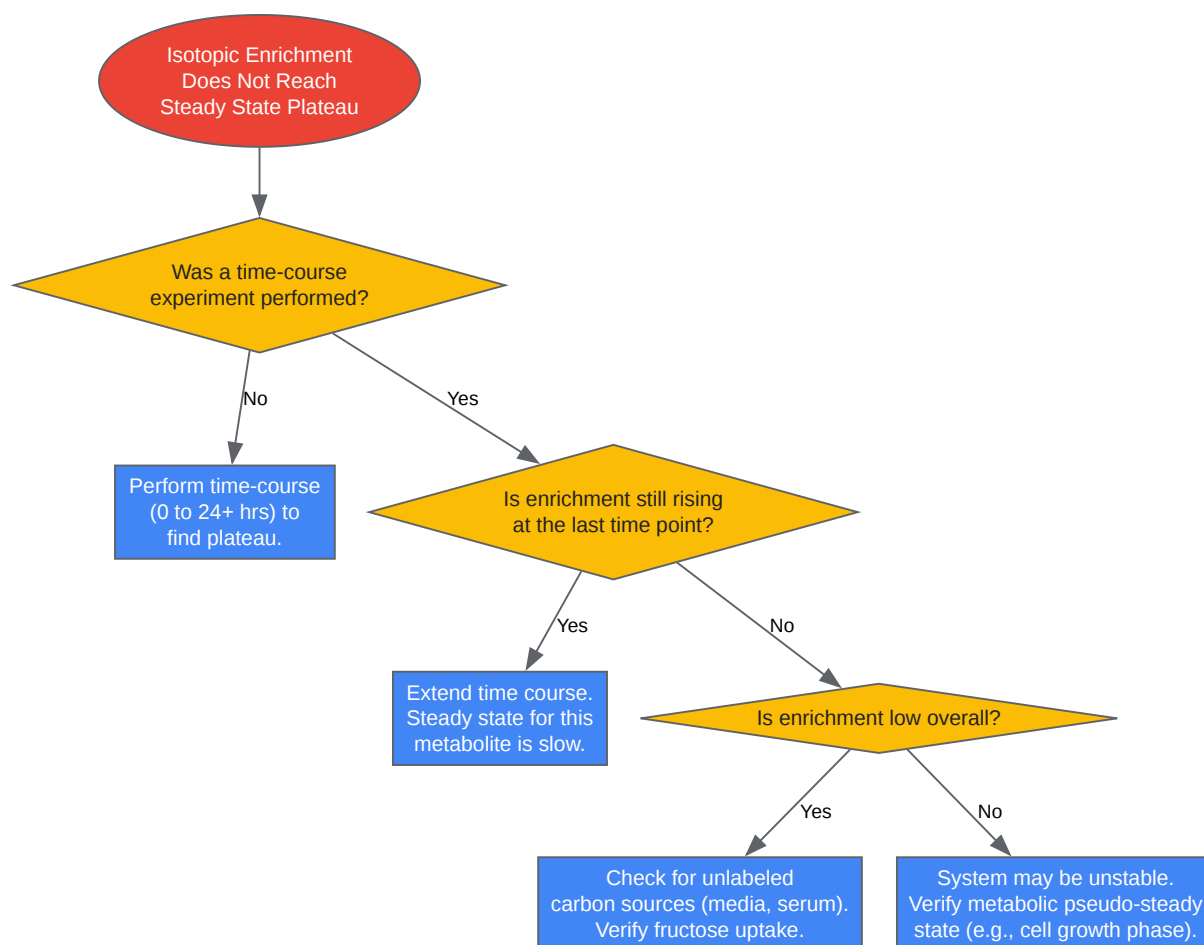 Isotopic Enrichment
Does Not Reach
Steady State Plateau
Was a time-course
experiment performed?
No
Yes
Perform time-course
(0 to 24+ hrs) to
find plateau.
Is enrichment still rising
at the last time point?
Yes
No
Extend time course.
Steady state for this
metabolite is slow.
Is enrichment low overall?
Yes
No
Check for unlabeled
carbon sources (media, serum).
Verify fructose uptake.
System may be unstable.
Verify metabolic pseudo-steady
state (e.g., cell growth phase).